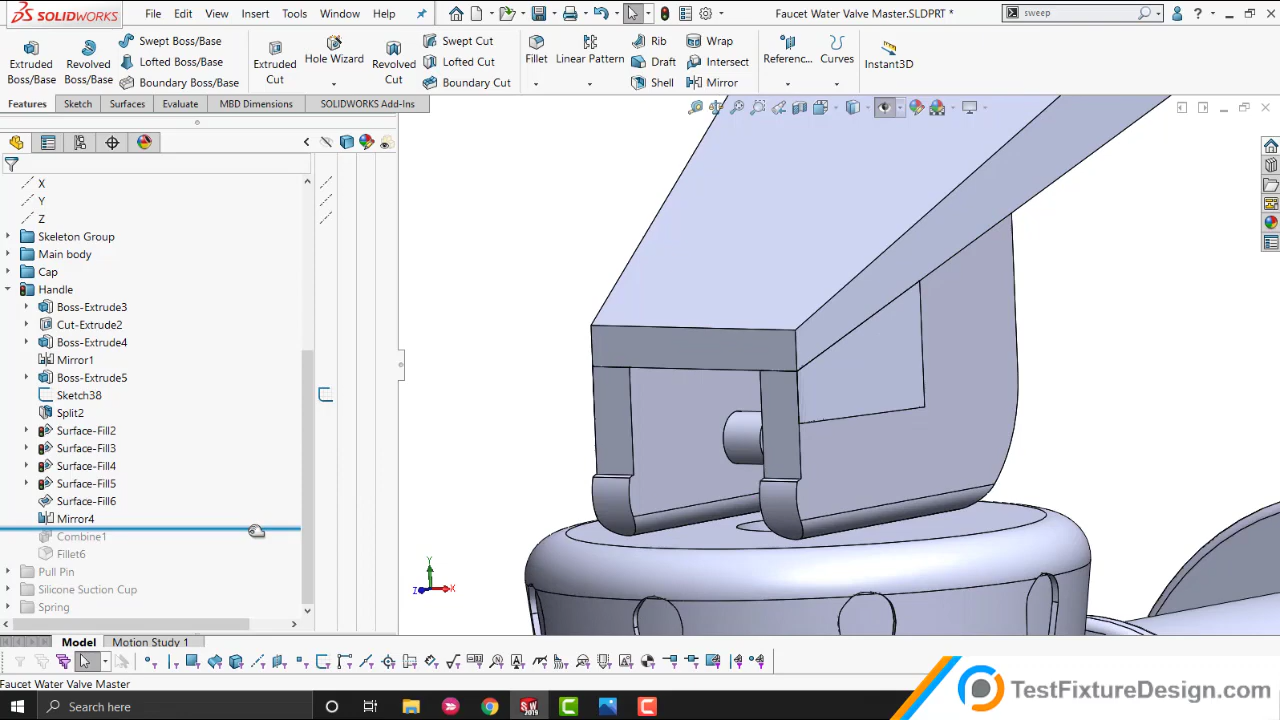 SOLIDWORKS File Edit View Insert Tools Window Help Faucet Water Valve Master.SLDPRT * sweep
Extruded Boss/Base Revolved Boss/Base Swept Boss/Base Lofted Boss/Base Boundary Boss/Base Extruded Cut Hole Wizard Revolved Cut Swept Cut Lofted Cut Boundary Cut Fillet Linear Pattern Rib Draft Shell Wrap Intersect Mirror Referenc... Curves Instant3D
Features Sketch Surfaces Evaluate MBD Dimensions SOLIDWORKS Add-Ins
X
Y
Z
Skeleton Group
Main body
Cap
Handle
Boss-Extrude3
Cut-Extrude2
Boss-Extrude4
Mirror1
Boss-Extrude5
Sketch38
Split2
Surface-Fill2
Surface-Fill3
Surface-Fill4
Surface-Fill5
Surface-Fill6
Mirror4
Combine1
Fillet6
Pull Pin
Silicone Suction Cup
Spring
Y
Z X
Model Motion Study 1
Faucet Water Valve Master
TestFixtureDesign.com
Search here
SW 2019